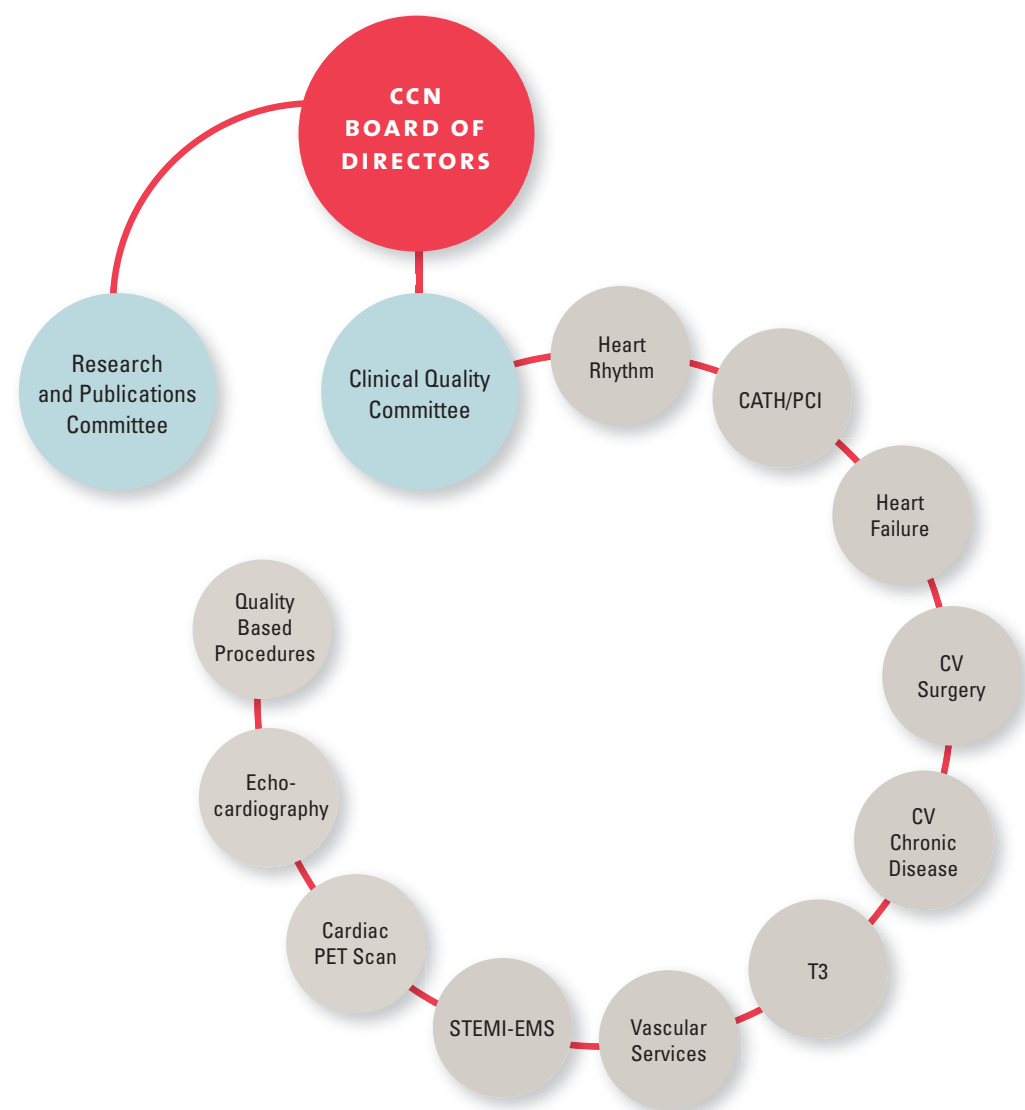 CCN
BOARD OF
DIRECTORS
Research
and Publications
Committee
Clinical Quality
Committee
Heart
Rhythm
CATH/PCI
Heart
Failure
CV
Surgery
CV
Chronic
Disease
T3
Vascular
Services
STEMI-EMS
Cardiac
PET Scan
Echo-
cardiography
Quality
Based
Procedures